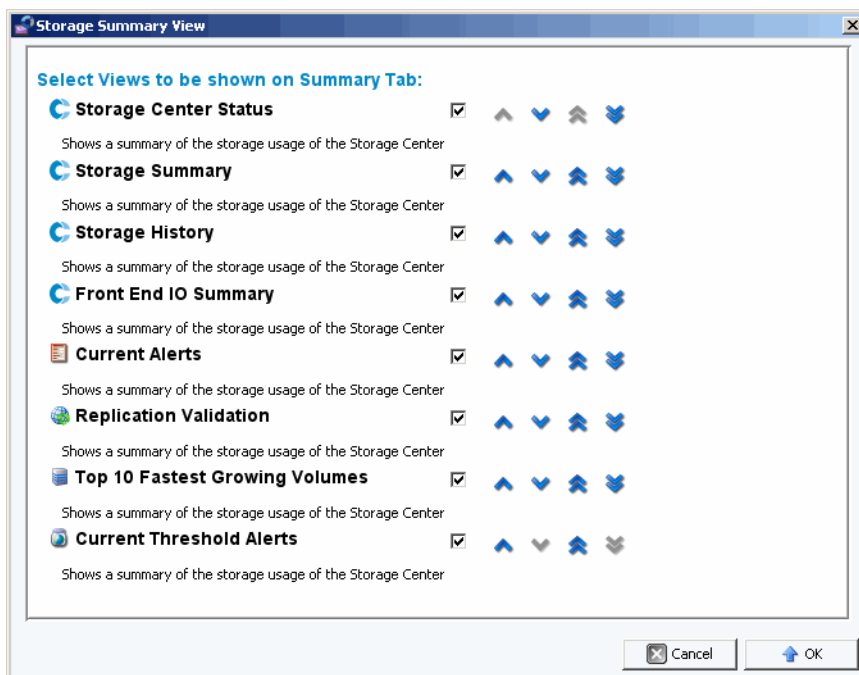 Storage Summary View
Select Views to be shown on Summary Tab:
Storage Center Status
Shows a summary of the storage usage of the Storage Center
Storage Summary
Shows a summary of the storage usage of the Storage Center
Storage History
Shows a summary of the storage usage of the Storage Center
Front End IO Summary
Shows a summary of the storage usage of the Storage Center
Current Alerts
Shows a summary of the storage usage of the Storage Center
Replication Validation
Shows a summary of the storage usage of the Storage Center
Top 10 Fastest Growing Volumes
Shows a summary of the storage usage of the Storage Center
Current Threshold Alerts
Shows a summary of the storage usage of the Storage Center
Cancel OK